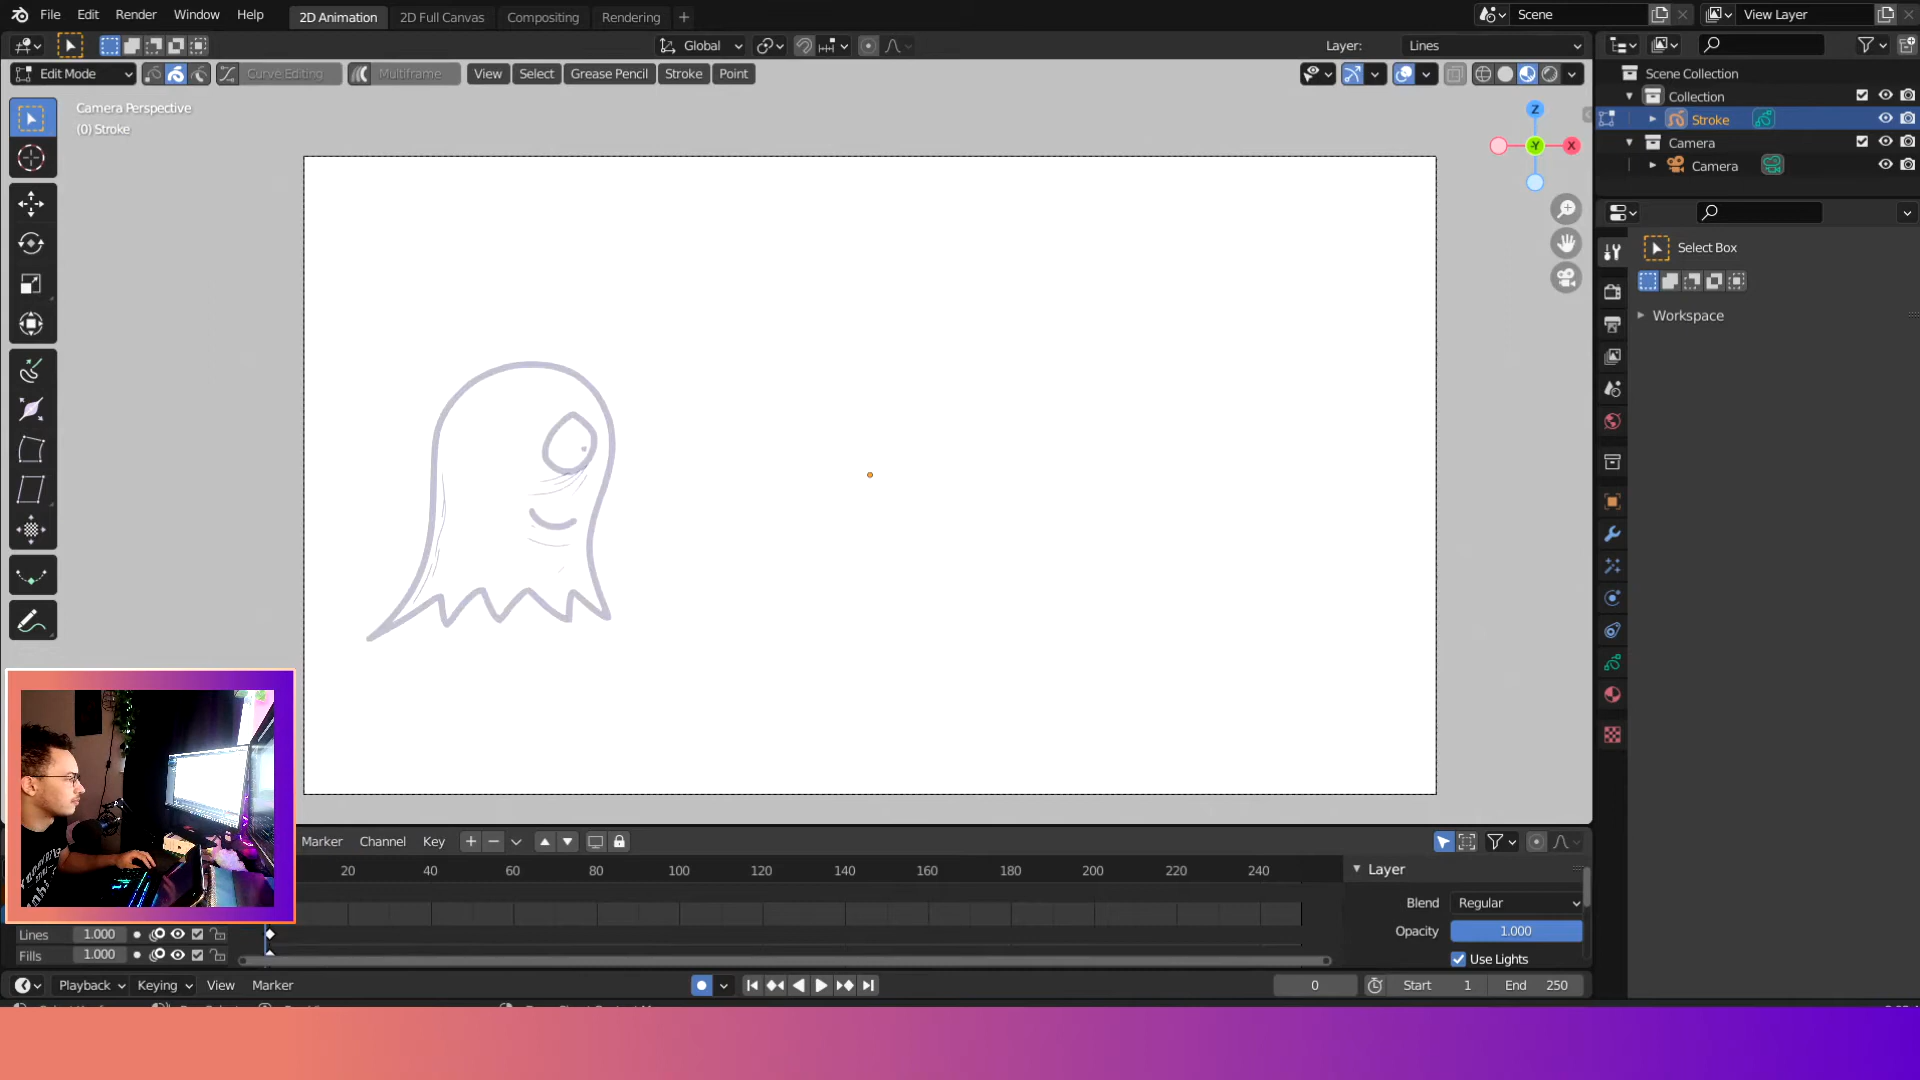 File Edit Render Window Help 2D Animation 2D Full Canvas Compositing Rendering + Scene View Layer
Global Layer: Lines
Edit Mode Curve Editing Multiframe View Select Grease Pencil Stroke Point
Scene Collection
Collection
Stroke
Camera
Camera
Camera Perspective
(0) Stroke
Z
Y
X
Select Box
Workspace
Marker Channel Key
20 40 60 80 100 120 140 160 180 200 220 240
Layer
Blend Regular
Opacity 1.000
Use Lights
Lines 1.000
Fills 1.000
Playback Keying View Marker 0 Start 1 End 250